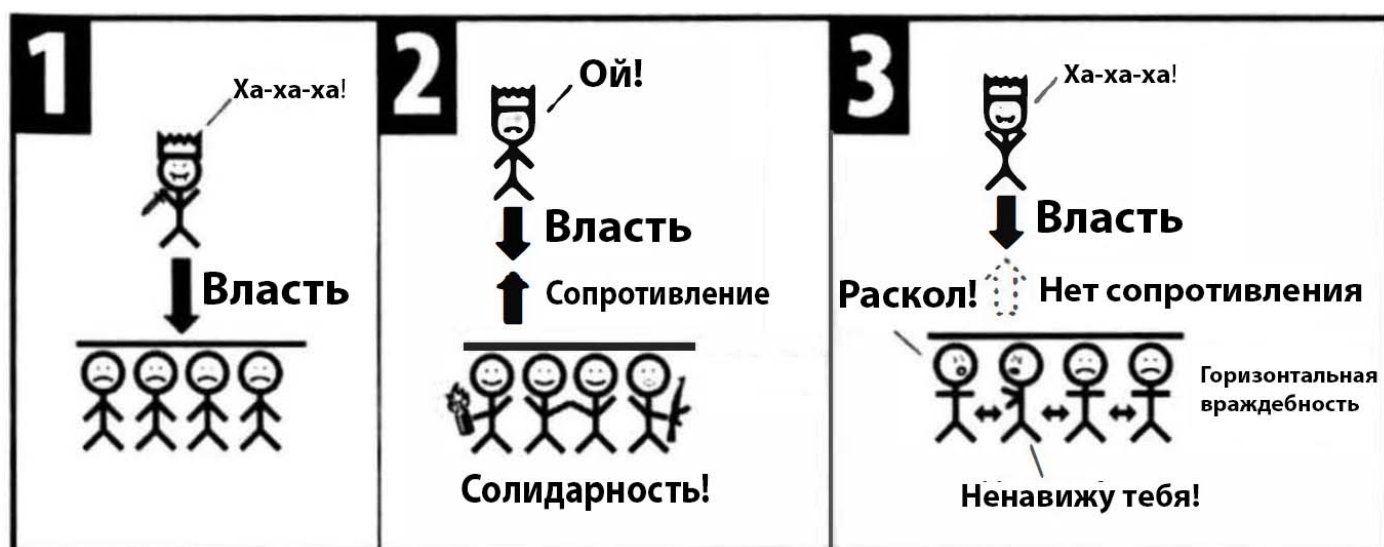 1
Ха-ха-ха!
Власть
2
Ой!
Власть
Сопротивление
Солидарность!
3
Ха-ха-ха!
Власть
Раскол!
Нет сопротивления
Горизонтальная
враждебность
Ненавижу тебя!